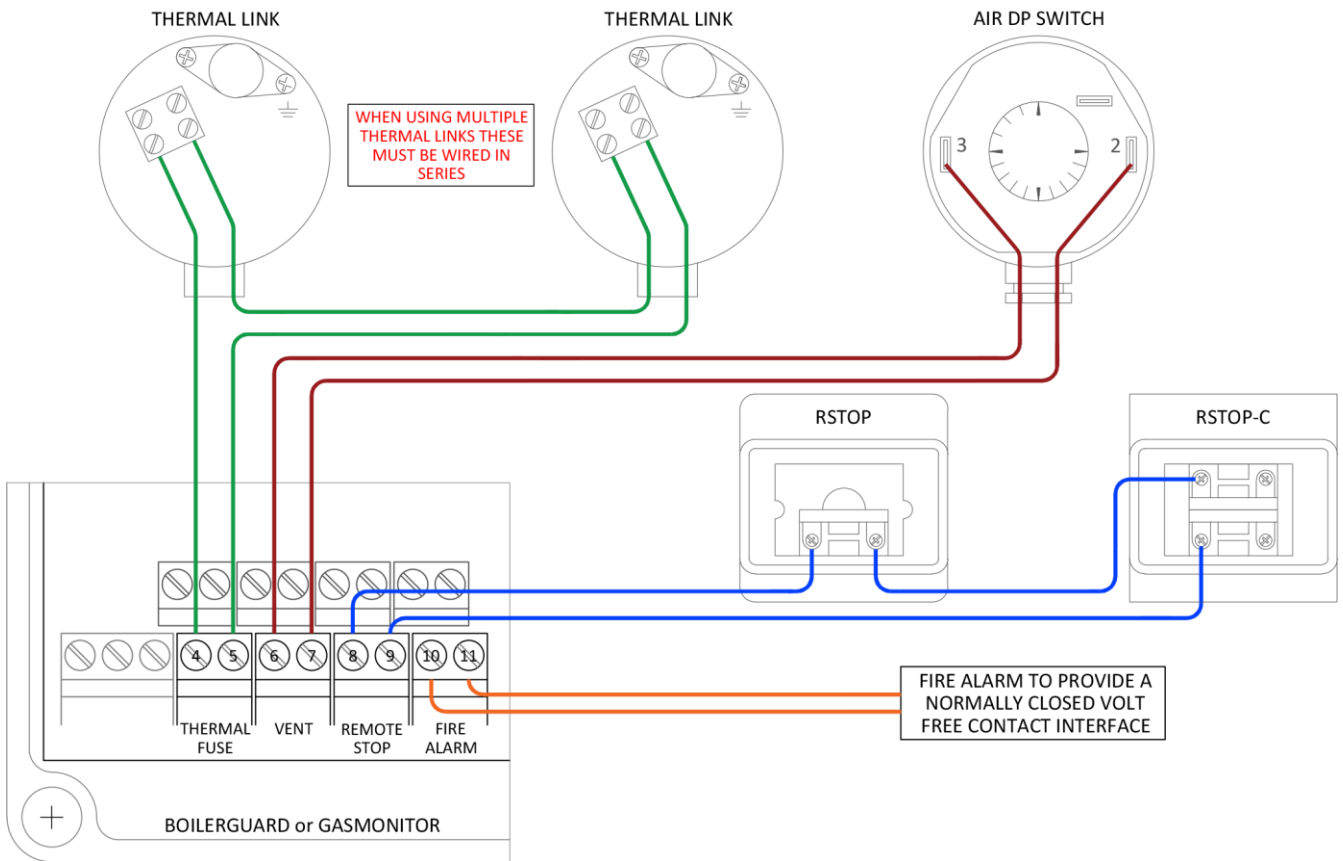 THERMAL LINK
THERMAL LINK
AIR DP SWITCH
WHEN USING MULTIPLE
THERMAL LINKS THESE
MUST BE WIRED IN
SERIES
3
2
RSTOP
RSTOP-C
4
5
6
7
8
9
10
11
THERMAL
FUSE
VENT
REMOTE
STOP
FIRE
ALARM
FIRE ALARM TO PROVIDE A
NORMALLY CLOSED VOLT
FREE CONTACT INTERFACE
BOILERGUARD or GASMONITOR